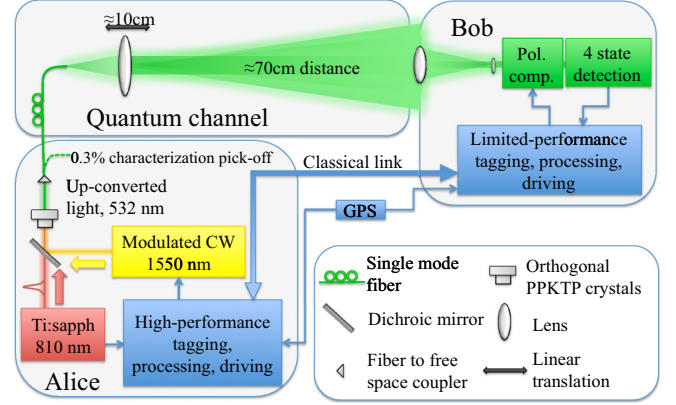 ≈10cm
≈70cm distance
Quantum channel
Bob
Pol.
comp.
4 state
detection
Limited-performance
tagging, processing,
driving
0.3% characterization pick-off
Classical link
Up-converted
light, 532 nm
GPS
Modulated CW
1550 nm
Ti:sapph
810 nm
High-performance
tagging,
processing, driving
Alice
Single mode
fiber
Orthogonal
PPKTP crystals
Dichroic mirror
Lens
Fiber to free
space coupler
Linear
translation